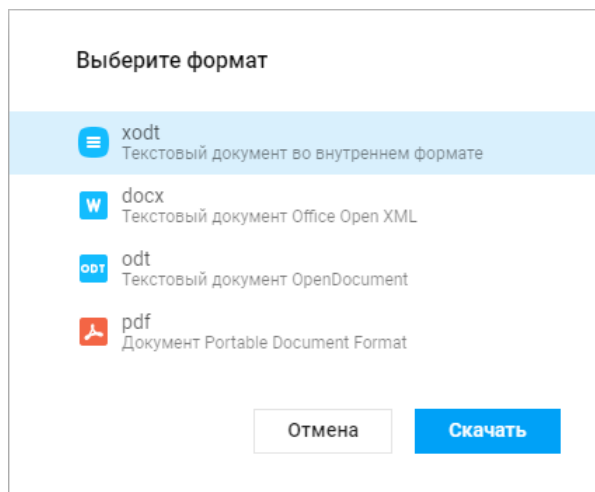 Выберите формат
xodt
Текстовый документ во внутреннем формате
W
docx
Текстовый документ Office Open XML
ODT
odt
Текстовый документ OpenDocument
pdf
Документ Portable Document Format
Отмена
Скачать